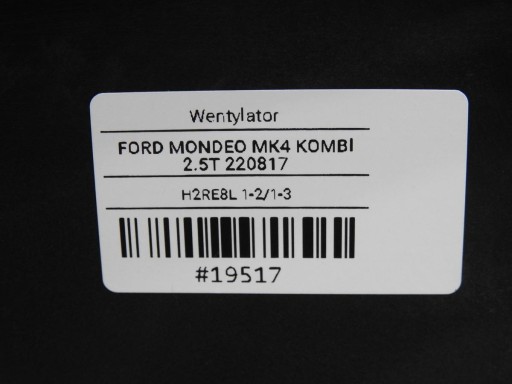 Wentylator
FORD MONDEO MK4 KOMBI
2.5T 220817
H2RE8L 1-2/1-3
#19517